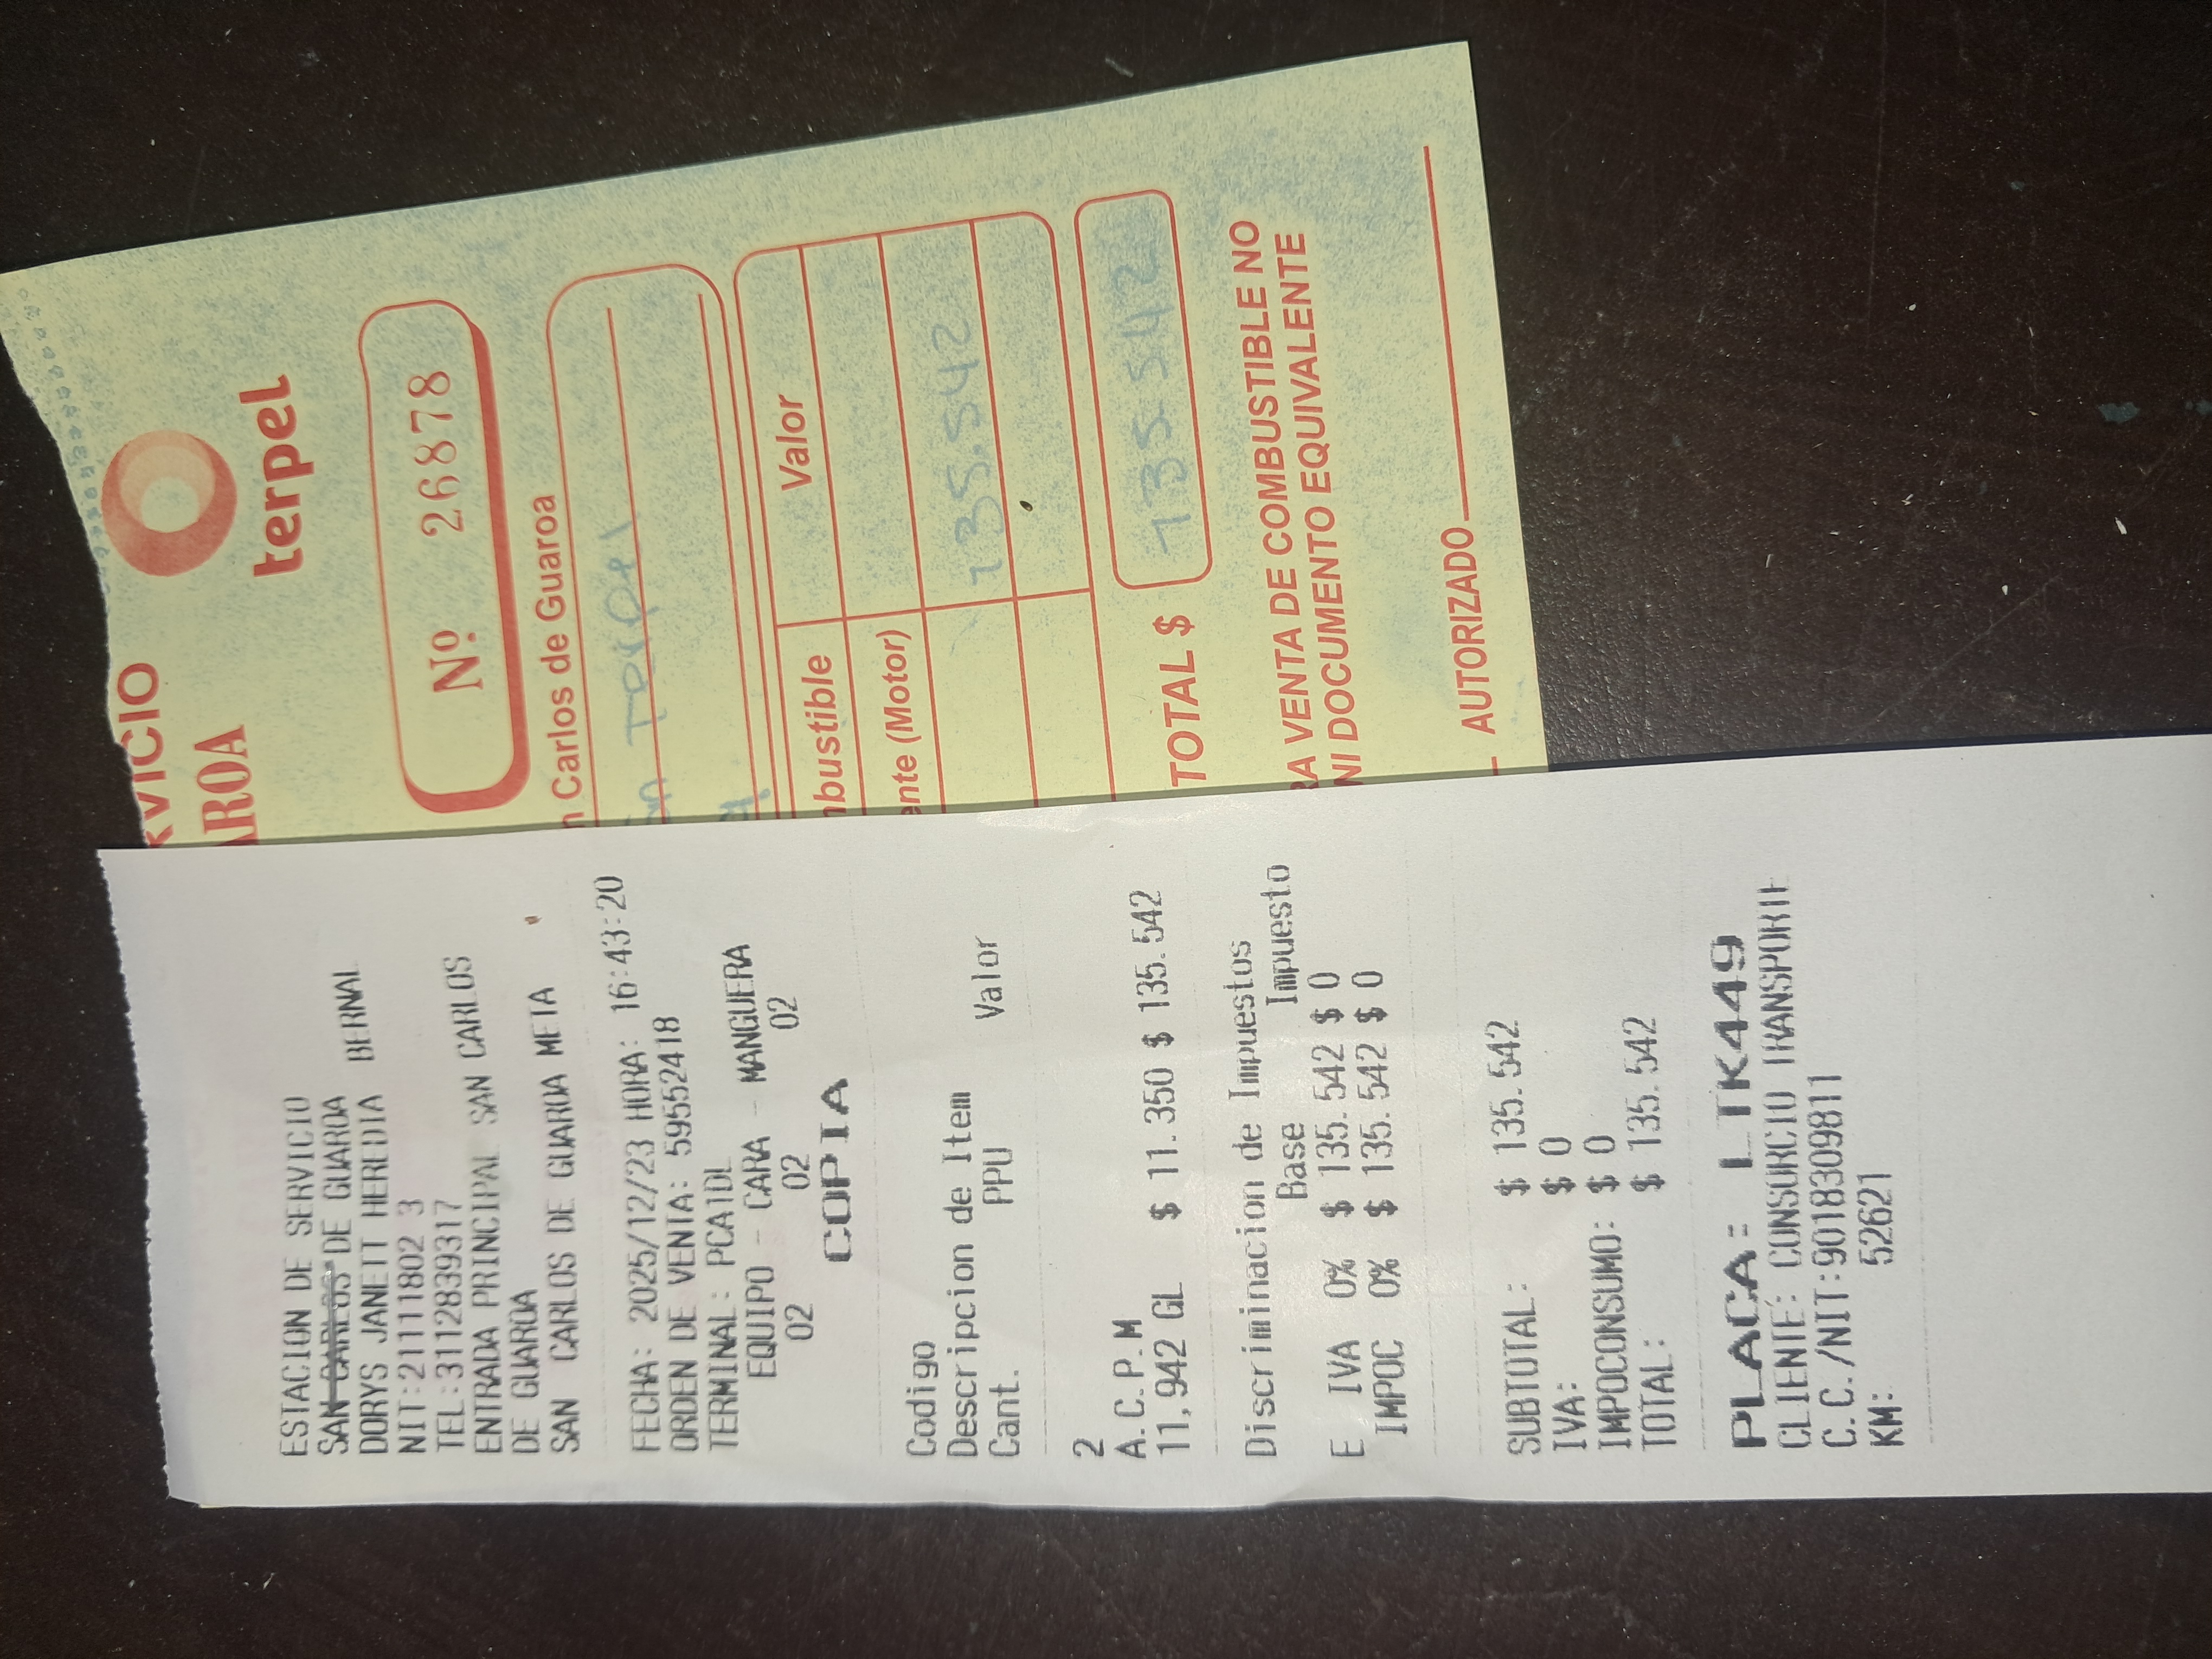 ESTACION DE SERVICIO
SAN CARLOS DE GUAROA
DORYS JANETT HEREDIA BERNAL
NIT:21111802 3
TEL:3112839317
ENTRADA PRINCIPAL SAN CARLOS
DE GUAROA
SAN CARLOS DE GUAROA META
FECHA: 2025/12/23 HORA: 16:43:20
ORDEN DE VENTA: 59552418
TERMINAL: PCA1DL
EQUIPO - CARA - MANGUERA
02 02 02
COPIA
Codigo
Descripcion de Item
Cant. PPU Valor
2
A.C.P.M
11,942 GL $ 11.350 $ 135.542
Discriminacion de Impuestos
Base Impuesto
E IVA 0% $ 135.542 $ 0
IMPOC 0% $ 135.542 $ 0
SUBTOTAL: $ 135.542
IVA: $ 0
IMPOCONSUMO: $ 0
TOTAL: $ 135.542
PLACA: LTK449
CLIENTE: CONSORCIO TRANSPORTE
C.C./NIT:9018309811
KM: 52621
RVICIO
AROA
terpel
Nº. 26878
n Carlos de Guaroa
mbustible Valor
ente (Motor)
135.542
TOTAL $ 135.542
RA VENTA DE COMBUSTIBLE NO
NI DOCUMENTO EQUIVALENTE
AUTORIZADO